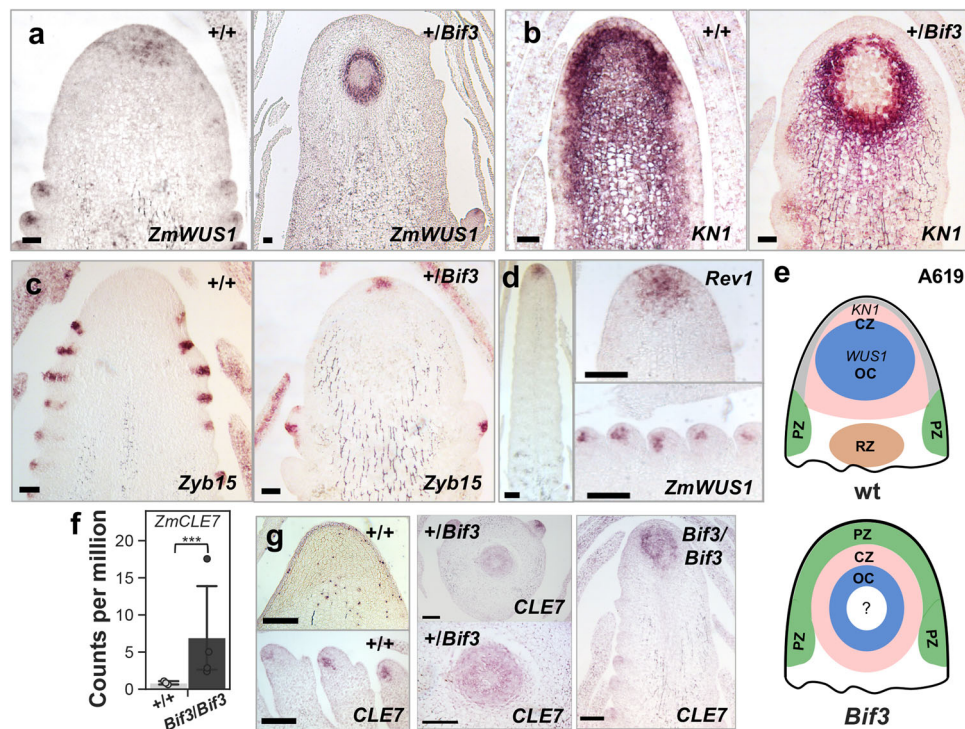 a
+/+
ZmWUS1
+/Bif3
ZmWUS1
b
+/+
KN1
+/Bif3
KN1
c
+/+
Zyb15
+/Bif3
Zyb15
d
Rev1
ZmWUS1
e
A619
KN1
CZ
WUS1
OC
PZ
PZ
RZ
wt
PZ
CZ
OC
?
PZ
PZ
Bif3
f
ZmCLE7
***
Counts per million
20
15
10
5
0
+/+
Bif3/Bif3
g
+/+
+/+
CLE7
+/Bif3
CLE7
+/Bif3
CLE7
Bif3/
Bif3
CLE7